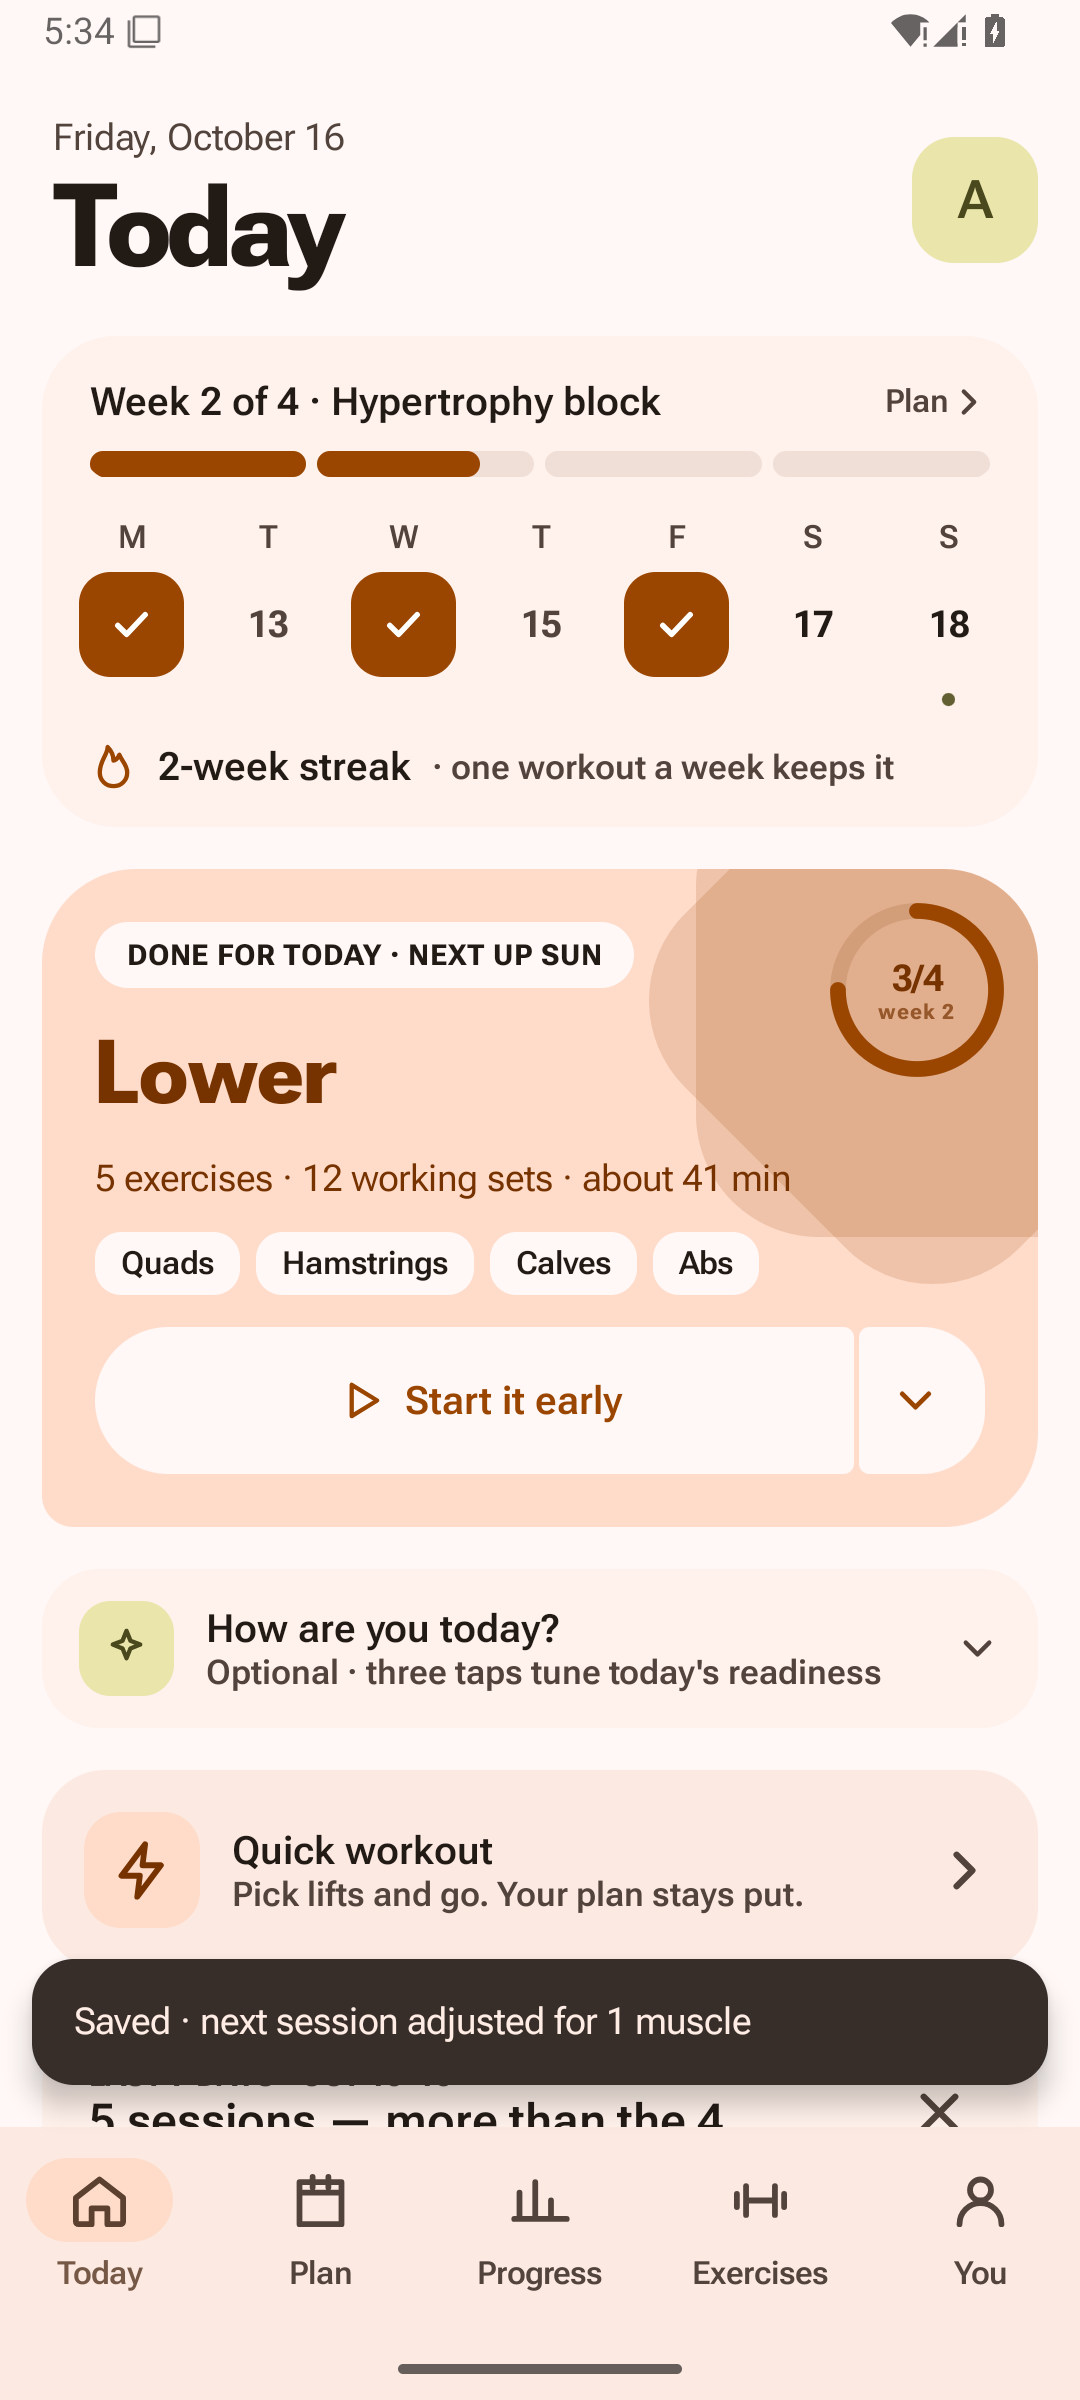 5:34
Friday, October 16
Today
A
Week 2 of 4 · Hypertrophy block
Plan
M T W T F S S
13 15 17 18
2-week streak · one workout a week keeps it
DONE FOR TODAY · NEXT UP SUN
3/4
week 2
Lower
5 exercises · 12 working sets · about 41 min
Quads Hamstrings Calves Abs
Start it early
How are you today?
Optional · three taps tune today's readiness
Quick workout
Pick lifts and go. Your plan stays put.
Saved · next session adjusted for 1 muscle
5 sessions — more than the 4
Today Plan Progress Exercises You